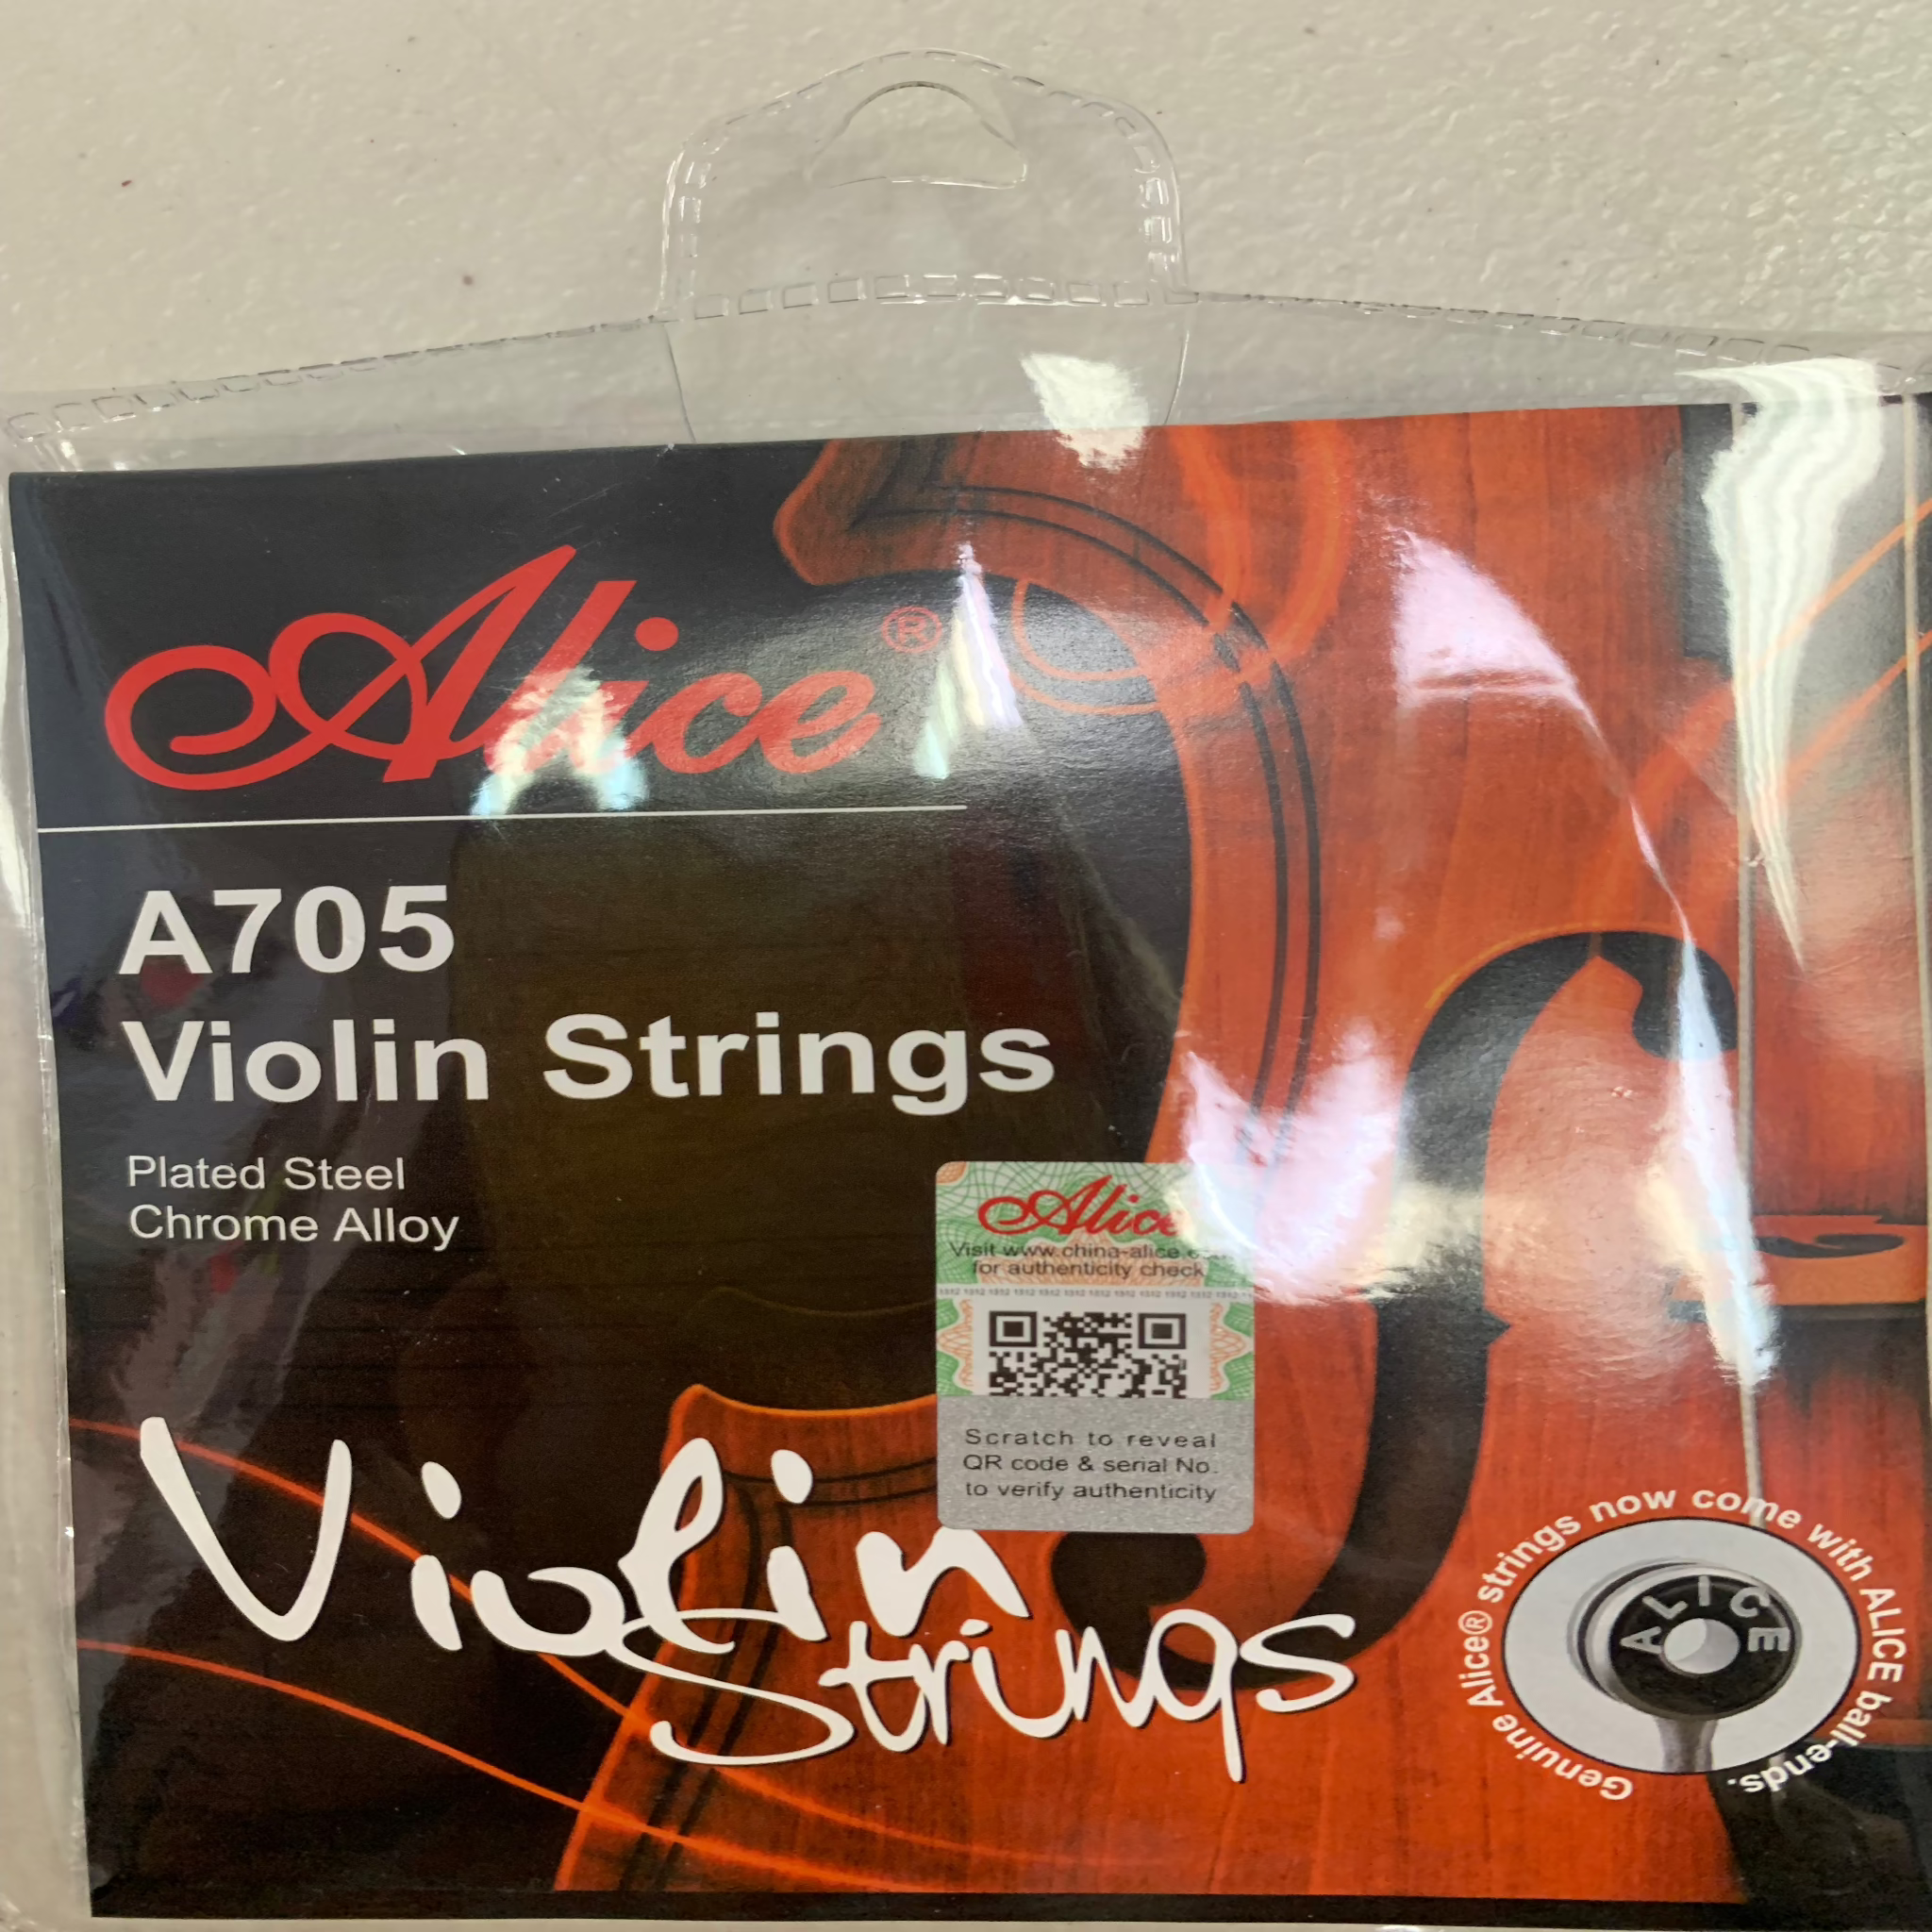 Alice®
A705
Violin Strings
Plated Steel
Chrome Alloy
Alice
Visit www.china-alice.
for authenticity check
Scratch to reveal
QR code & serial No.
to verify authenticity
Violin
Strings
Genuine Alice® strings now come with ALICE ball-ends.
ALICE